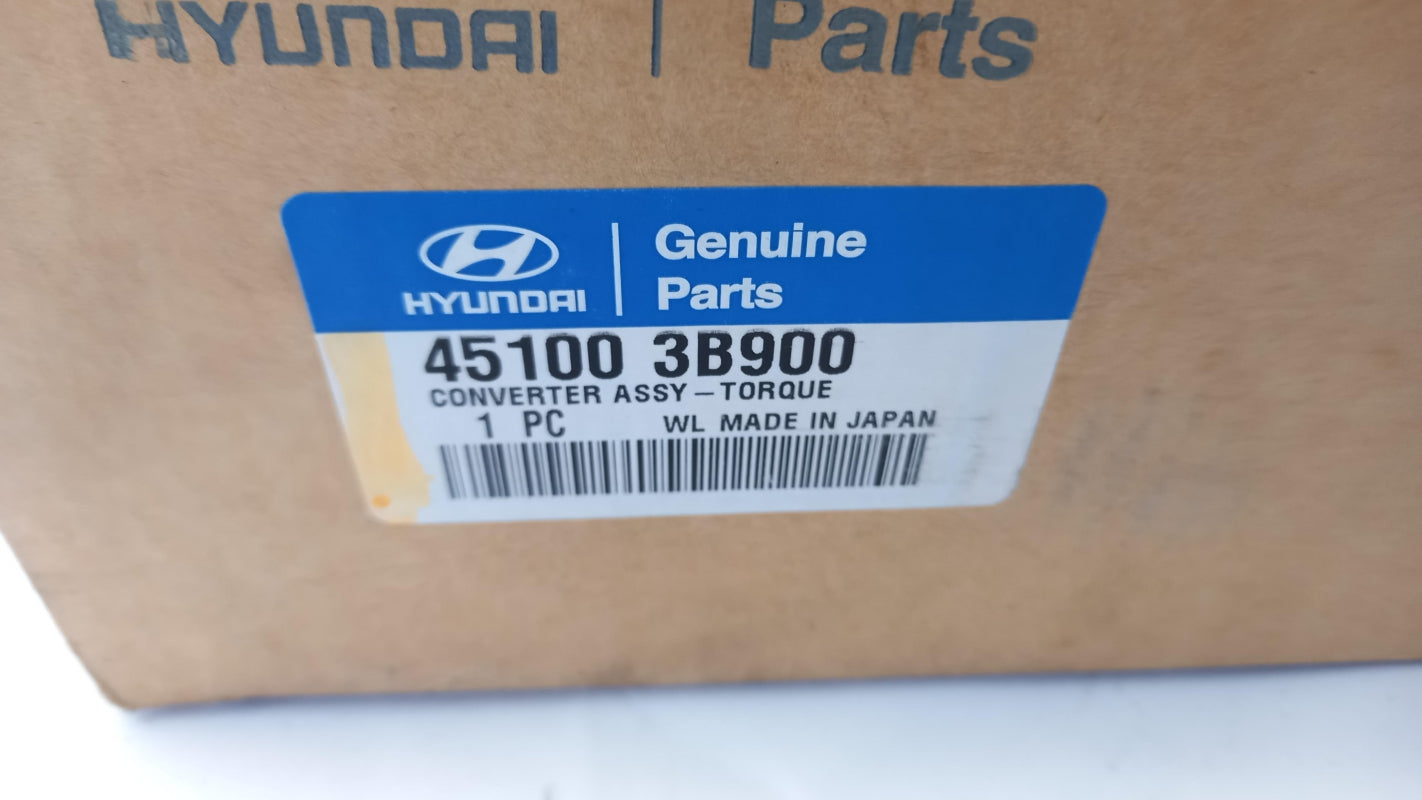 HYUNDAI | Parts
Genuine
HYUNDAI | Parts
45100 3B900
CONVERTER ASSY-TORQUE
1 PC WL MADE IN JAPAN